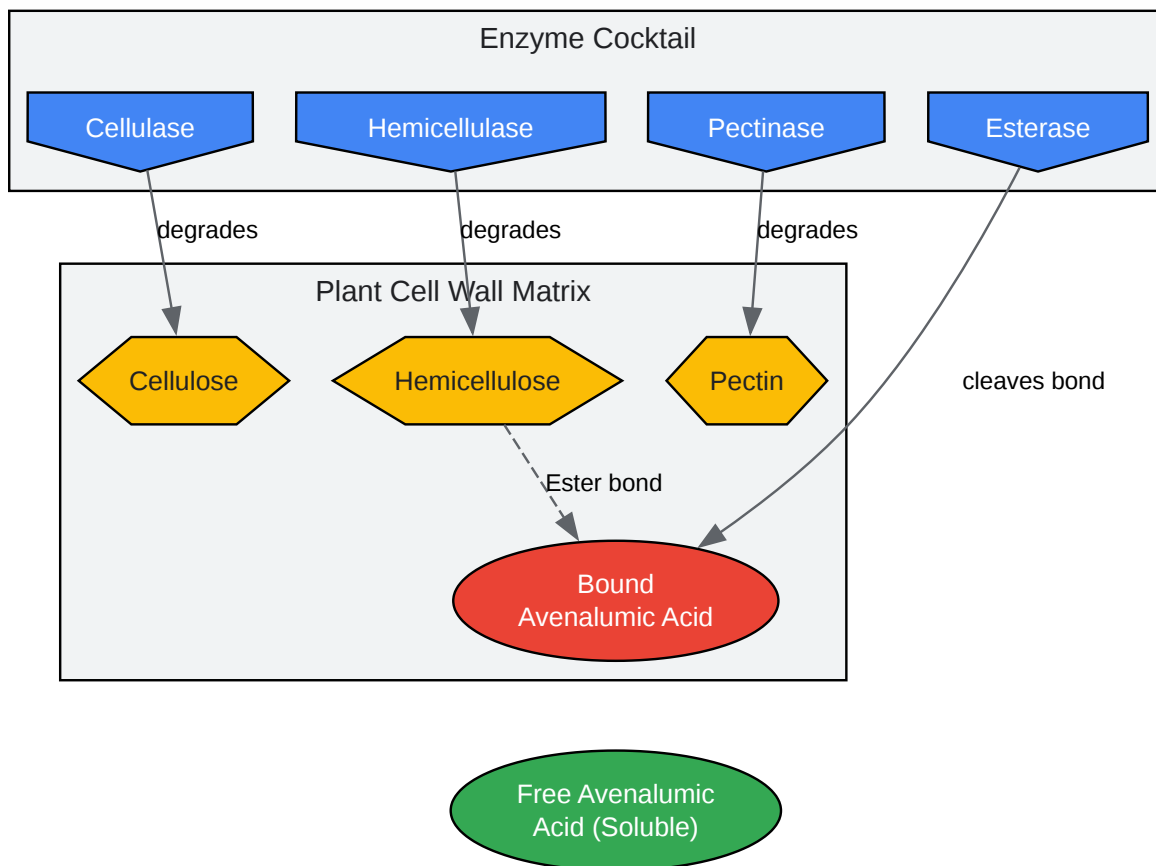 Enzyme Cocktail
Cellulase
Hemicellulase
Pectinase
Esterase
degrades
degrades
degrades
Plant Cell Wall Matrix
Cellulose
Hemicellulose
Pectin
cleaves bond
Ester bond
Bound
Avenalumic Acid
Free Avenalumic
Acid (Soluble)